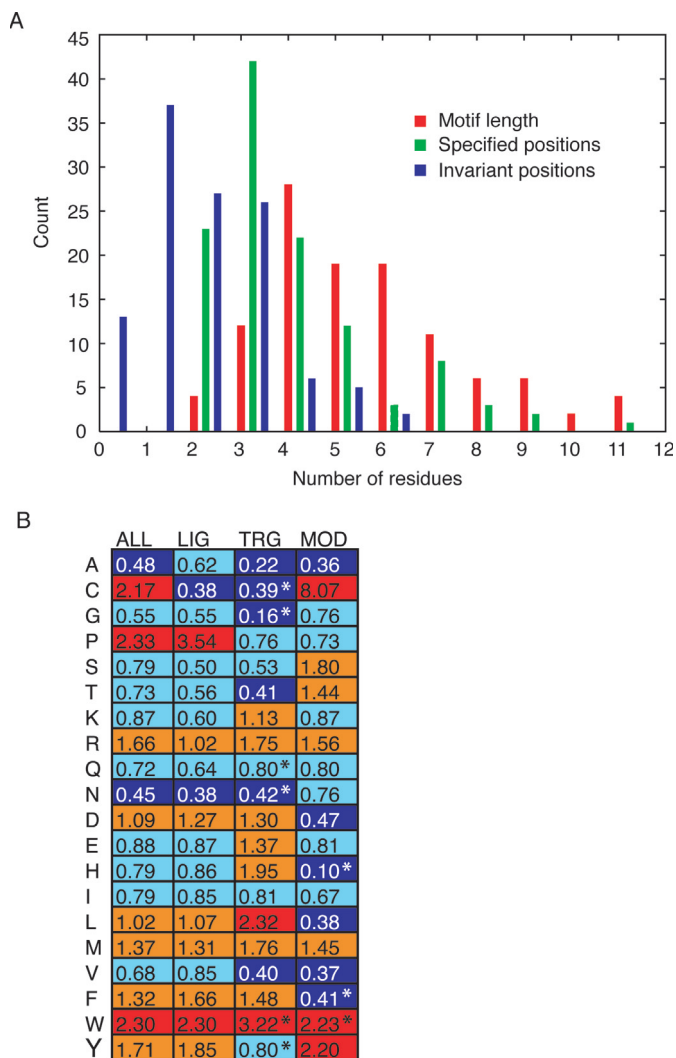 A
45
40
35
30
25
20
15
10
5
0
Count
Motif length
Specified positions
Invariant positions
0 1 2 3 4 5 6 7 8 9 10 11 12
Number of residues
B
ALL LIG TRG MOD
A 0.48 0.62 0.22 0.36
C 2.17 0.38 0.39* 8.07
G 0.55 0.55 0.16* 0.76
P 2.33 3.54 0.76 0.73
S 0.79 0.50 0.53 1.80
T 0.73 0.56 0.41 1.44
K 0.87 0.60 1.13 0.87
R 1.66 1.02 1.75 1.56
Q 0.72 0.64 0.80* 0.80
N 0.45 0.38 0.42* 0.76
D 1.09 1.27 1.30 0.47
E 0.88 0.87 1.37 0.81
H 0.79 0.86 1.95 0.10*
I 0.79 0.85 0.81 0.67
L 1.02 1.07 2.32 0.38
M 1.37 1.31 1.76 1.45
V 0.68 0.85 0.40 0.37
F 1.32 1.66 1.48 0.41*
W 2.30 2.30 3.22* 2.23*
Y 1.71 1.85 0.80* 2.20